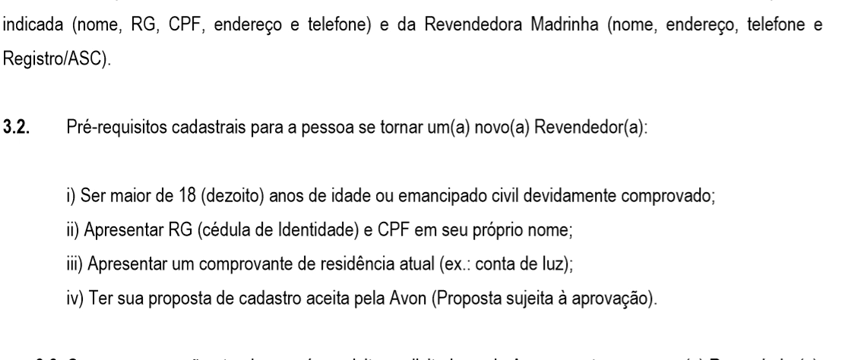 indicada (nome, RG, CPF, endereço e telefone) e da Revendedora Madrinha (nome, endereço, telefone e
Registro/ASC).
3.2. Pré-requisitos cadastrais para a pessoa se tornar um(a) novo(a) Revendedor(a):
i) Ser maior de 18 (dezoito) anos de idade ou emancipado civil devidamente comprovado;
ii) Apresentar RG (cédula de Identidade) e CPF em seu próprio nome;
iii) Apresentar um comprovante de residência atual (ex.: conta de luz);
iv) Ter sua proposta de cadastro aceita pela Avon (Proposta sujeita à aprovação).